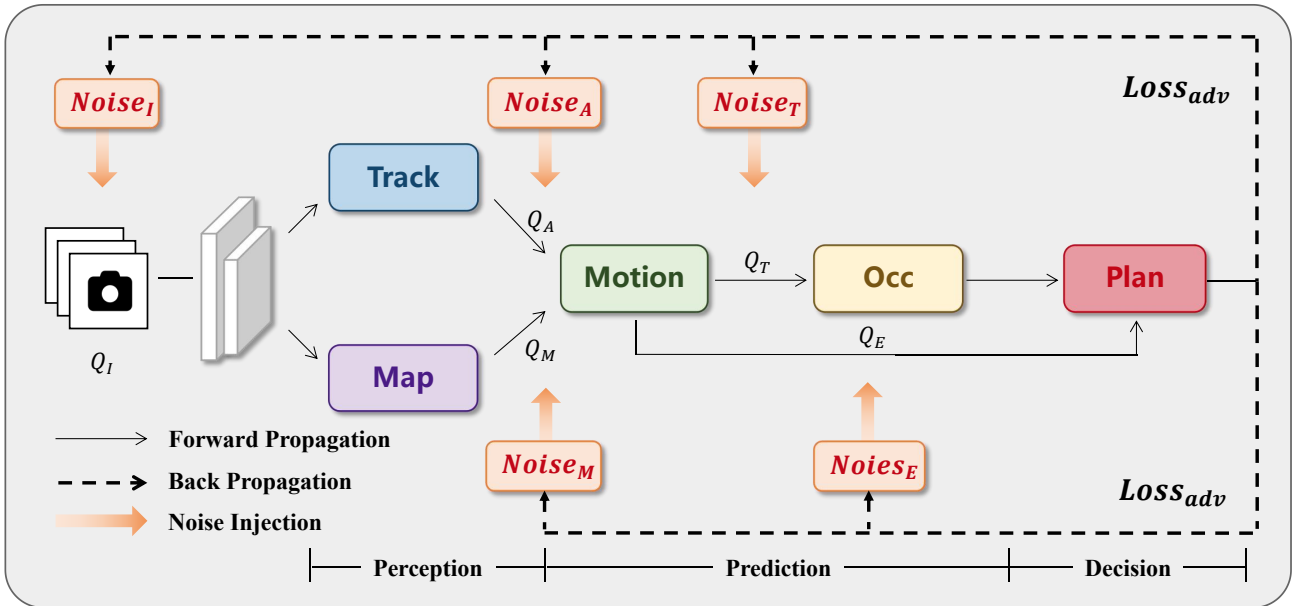 Noise_I
Noise_A
Noise_T
Loss_adv
Track
Q_A
Motion
Q_T
Occ
Plan
Q_I
Q_M
Q_E
Map
Forward Propagation
Noise_M
Noies_E
Back Propagation
Loss_adv
Noise Injection
Perception
Prediction
Decision